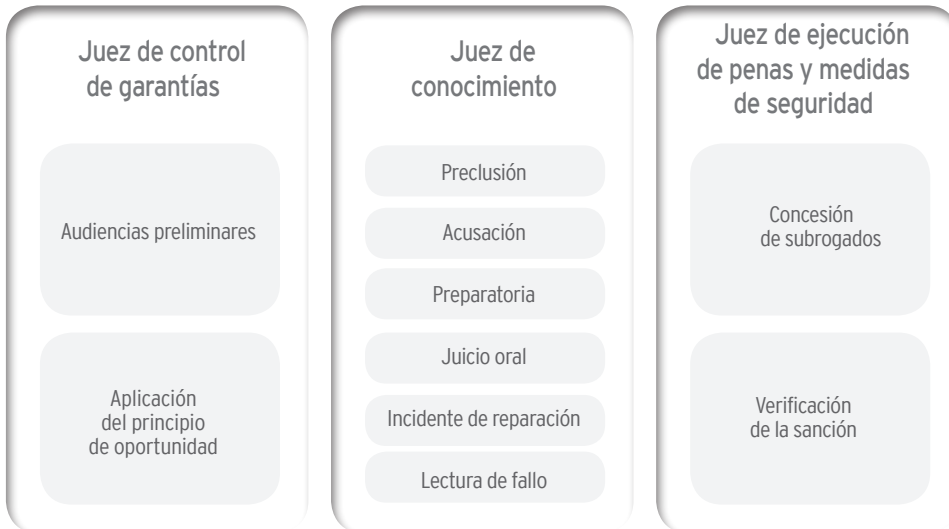 Juez de control
de garantías
Audiencias preliminares
Aplicación
del principio
de oportunidad
Juez de
conocimiento
Preclusión
Acusación
Preparatoria
Juicio oral
Incidente de reparación
Lectura de fallo
Juez de ejecución
de penas y medidas
de seguridad
Concesión
de subrogados
Verificación
de la sanción